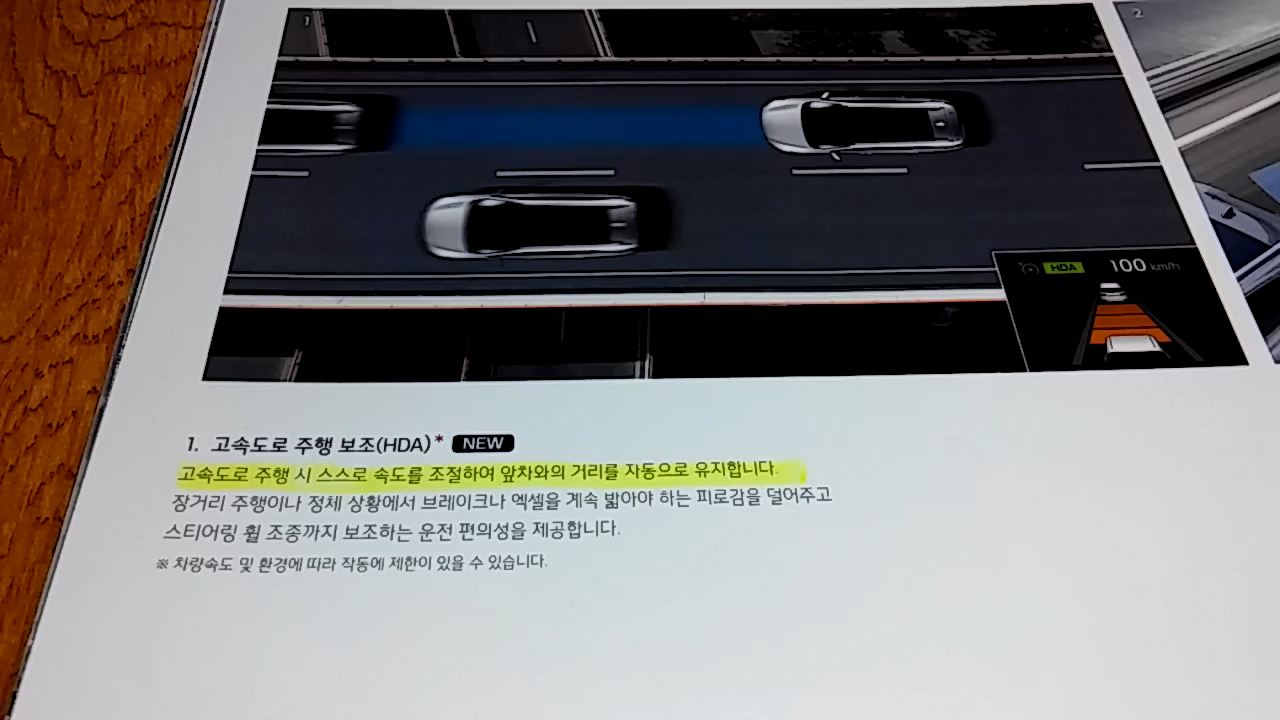 1
2
HDA 100 km/h
1. 고속도로 주행 보조(HDA)* NEW
고속도로 주행 시 스스로 속도를 조절하여 앞차와의 거리를 자동으로 유지합니다.
장거리 주행이나 정체 상황에서 브레이크나 엑셀을 계속 밟아야 하는 피로감을 덜어주고
스티어링 휠 조종까지 보조하는 운전 편의성을 제공합니다.
※ 차량속도 및 환경에 따라 작동에 제한이 있을 수 있습니다.